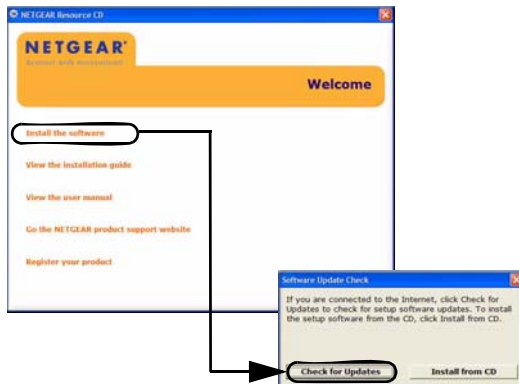 NETGEAR Resource CD
NETGEAR
Welcome
Install the software
View the installation guide
View the user manual
Go the NETGEAR product support website
Register your product
Software Update Check
If you are connected to the Internet, click Check for
Updates to check for setup software updates. To install
the setup software from the CD, click Install from CD.
Check for Updates
Install from CD